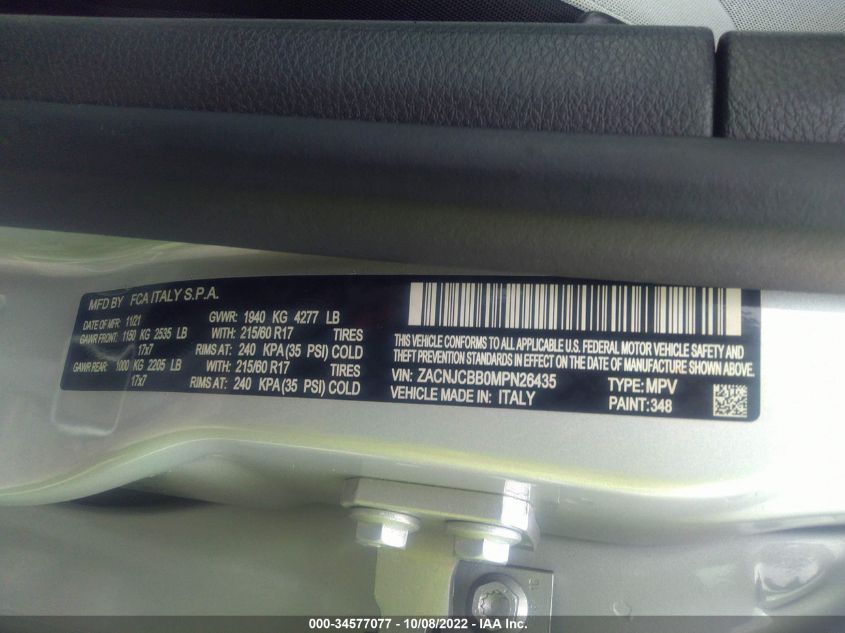 MFD BY FCA ITALY S.P.A.
DATE OF MFR: 11/21 GVWR: 1940 KG 4277 LB
GAWR FRONT: 1150 KG 2535 LB WITH: 215/60 R17 TIRES
17x7 RIMS AT: 240 KPA(35 PSI) COLD
GAWR REAR: 1000 KG 2205 LB WITH: 215/60 R17 TIRES
17x7 RIMS AT: 240 KPA(35 PSI) COLD
THIS VEHICLE CONFORMS TO ALL APPLICABLE U.S. FEDERAL MOTOR VEHICLE SAFETY AND
THEFT PREVENTION STANDARDS IN EFFECT ON THE DATE OF MANUFACTURE SHOWN ABOVE.
VIN: ZACNJCBB0MPN26435 TYPE: MPV
VEHICLE MADE IN: ITALY PAINT: 348
000-34577077 - 10/08/2022 - IAA Inc.